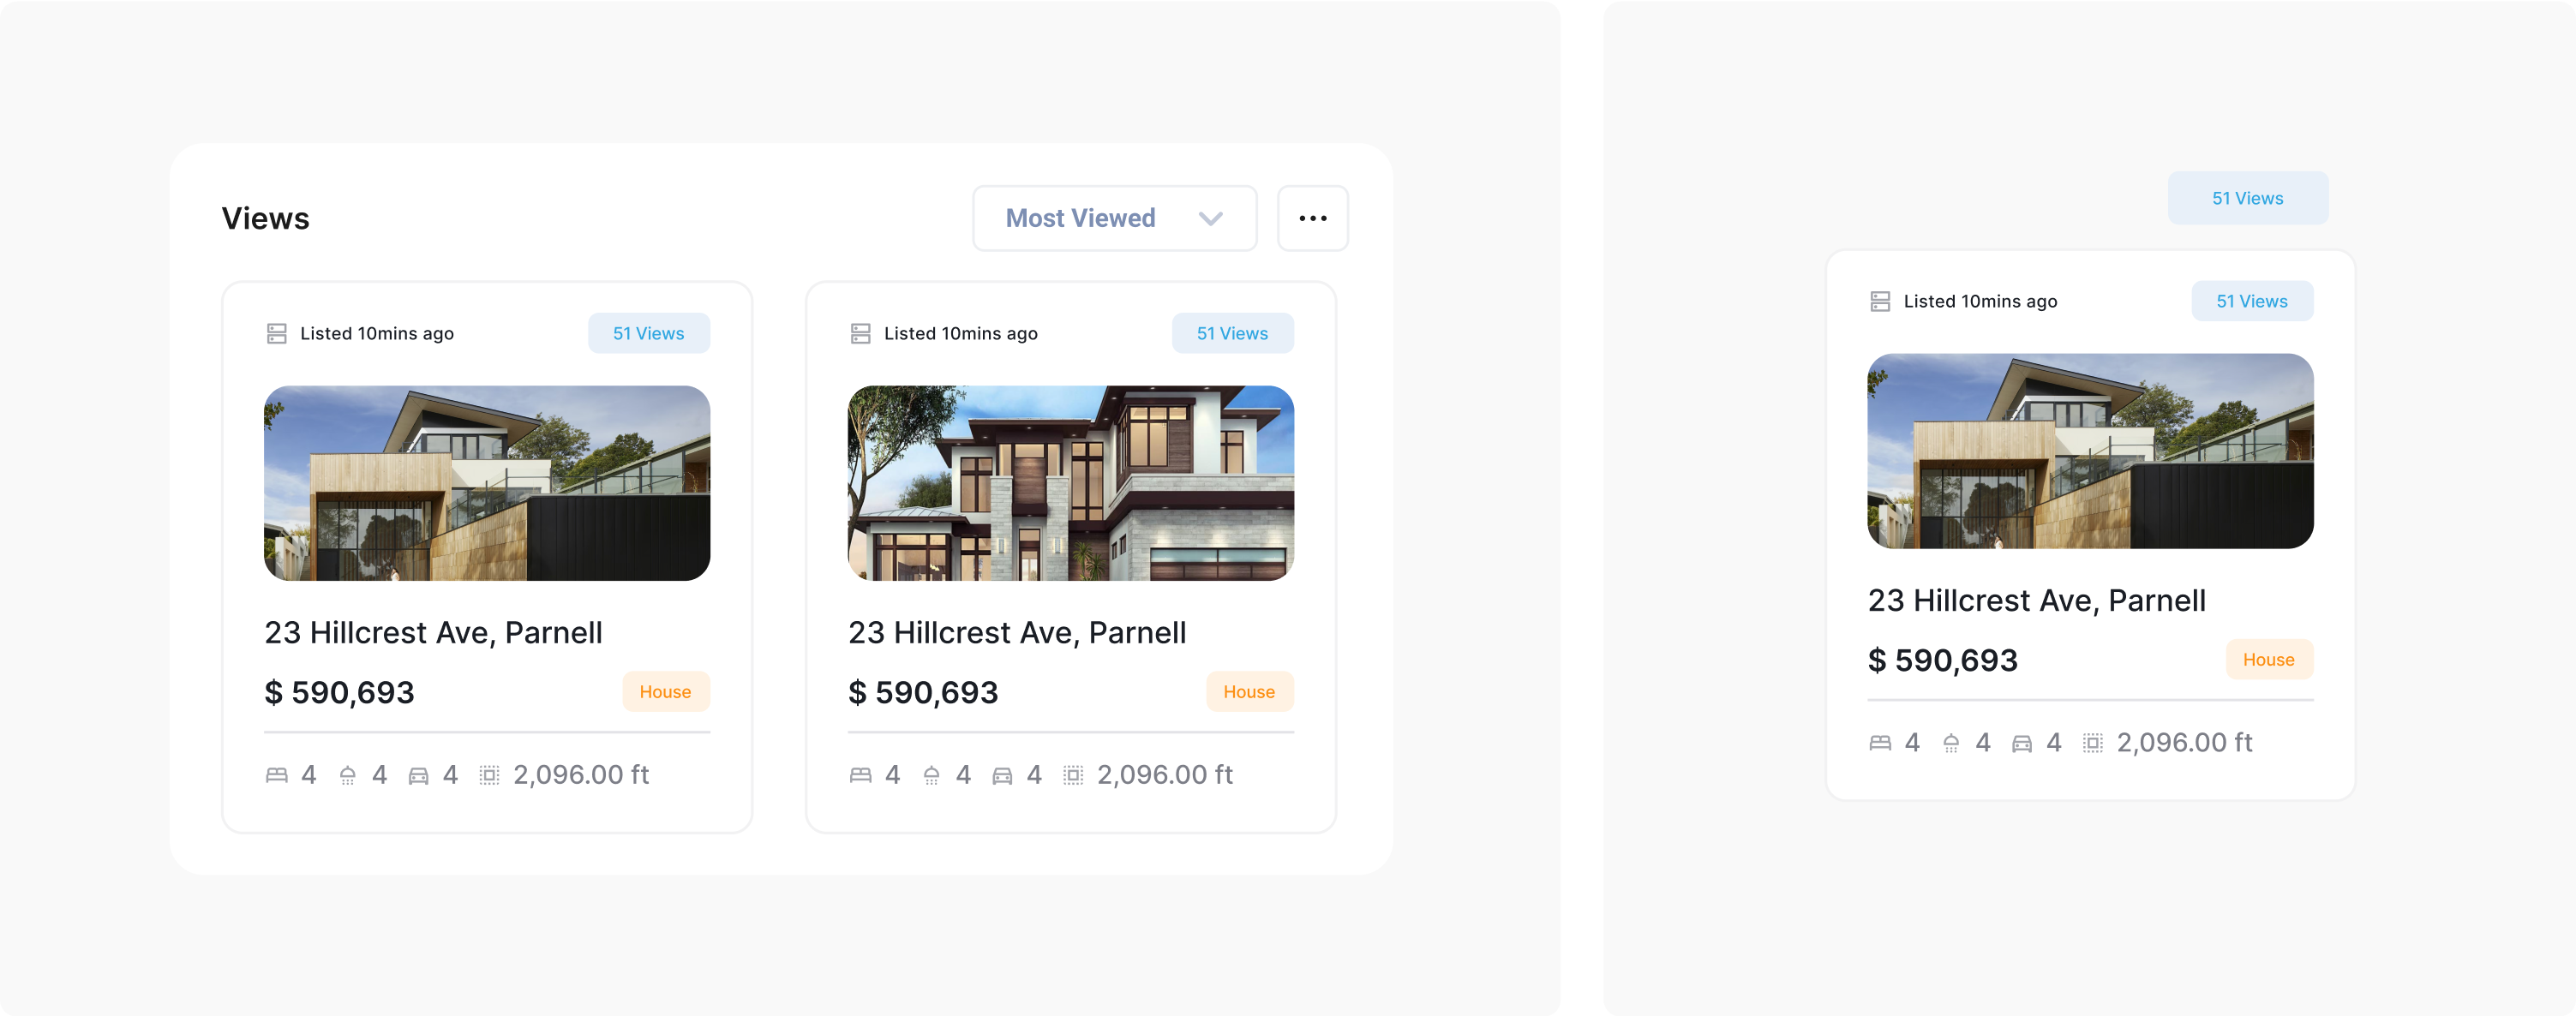 Views
Most Viewed
Listed 10mins ago
51 Views
23 Hillcrest Ave, Parnell
$ 590,693
House
4 4 4 2,096.00 ft
Listed 10mins ago
51 Views
23 Hillcrest Ave, Parnell
$ 590,693
House
4 4 4 2,096.00 ft
51 Views
Listed 10mins ago
51 Views
23 Hillcrest Ave, Parnell
$ 590,693
House
4 4 4 2,096.00 ft